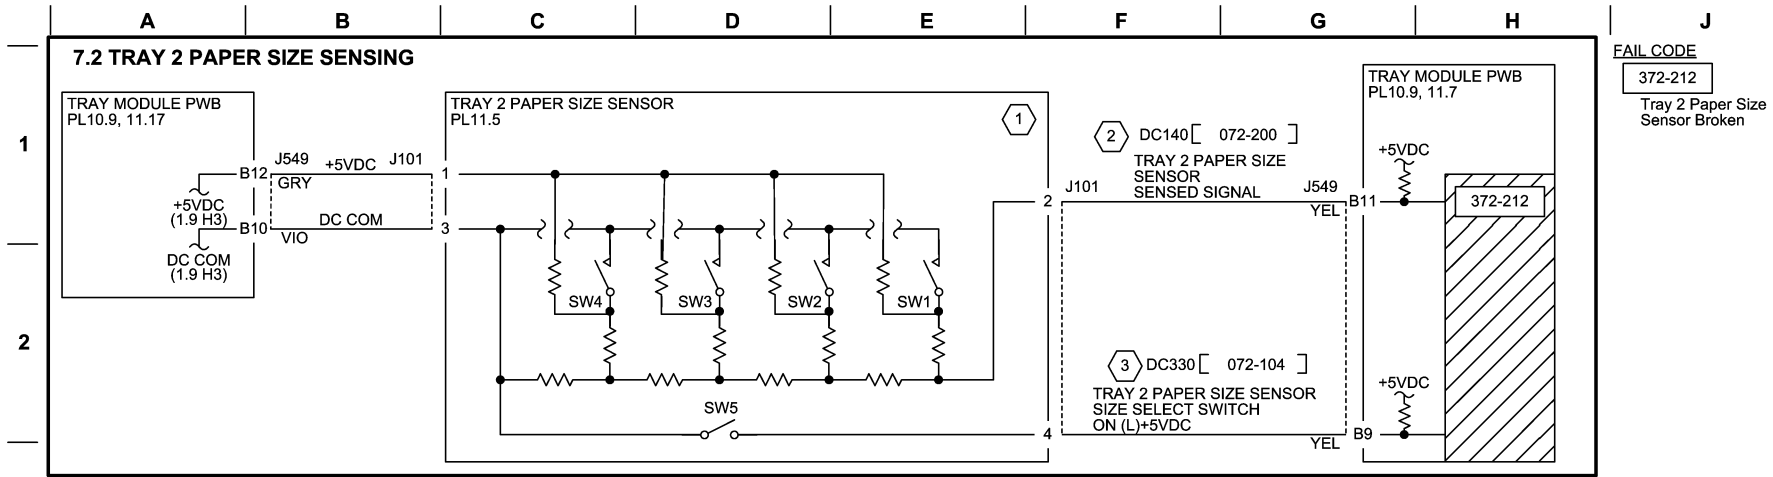 A B C D E F G H J
7.2 TRAY 2 PAPER SIZE SENSING
FAIL CODE
372-212
Tray 2 Paper Size
Sensor Broken
1
2
TRAY MODULE PWB
PL10.9, 11.17
B12
+5VDC
(1.9 H3)
B10
DC COM
(1.9 H3)
J549
+5VDC
J101
GRY
DC COM
VIO
TRAY 2 PAPER SIZE SENSOR
PL11.5
1
1
3
SW4
SW3
SW2
SW1
SW5
2
4
2
DC140[ 072-200 ]
TRAY 2 PAPER SIZE
SENSOR
SENSED SIGNAL
J101
J549
YEL
3
DC330[ 072-104 ]
TRAY 2 PAPER SIZE SENSOR
SIZE SELECT SWITCH
ON (L)+5VDC
YEL
TRAY MODULE PWB
PL10.9, 11.7
+5VDC
B11
372-212
+5VDC
B9